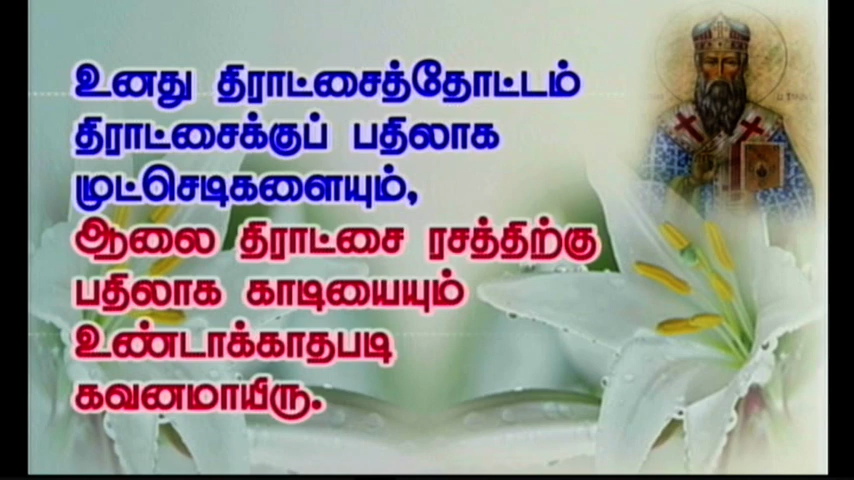 உனது திராட்சைத்தோட்டம்
திராட்சைக்குப் பதிலாக
முட்செடிகளையும்,
ஆலை திராட்சை ரசத்திற்கு
பதிலாக காடியையும்
உண்டாக்காதபடி
கவனமாயிரு.